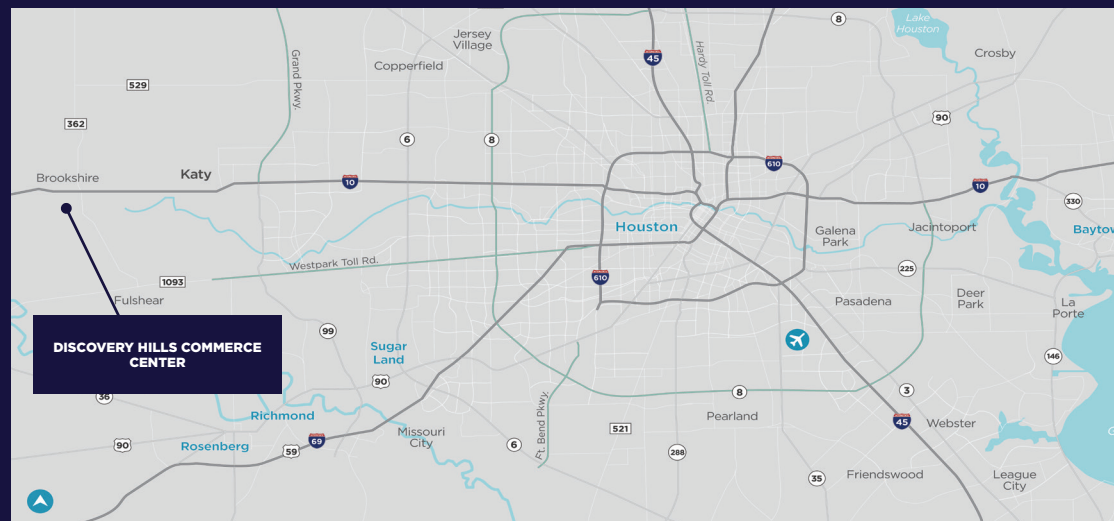 8
Lake
Houston
Jersey
Village
Crosby
45
Hardy Toll Rd.
Grand Pkwy.
Copperfield
529
90
362
6
8
610
Brookshire
Katy
10
10
330
Houston
Galena
Park
Jacintoport
Baytow
Westpark Toll Rd.
610
225
1093
Fulshear
Pasadena
Deer
Park
La
Porte
DISCOVERY HILLS COMMERCE
CENTER
99
Sugar
Land
146
90
36
8
3
Richmond
Pearland
Webster
45
Missouri
City
521
Ft. Bend Pkwy.
Rosenberg
90
69
59
6
288
35
Friendswood
League
City